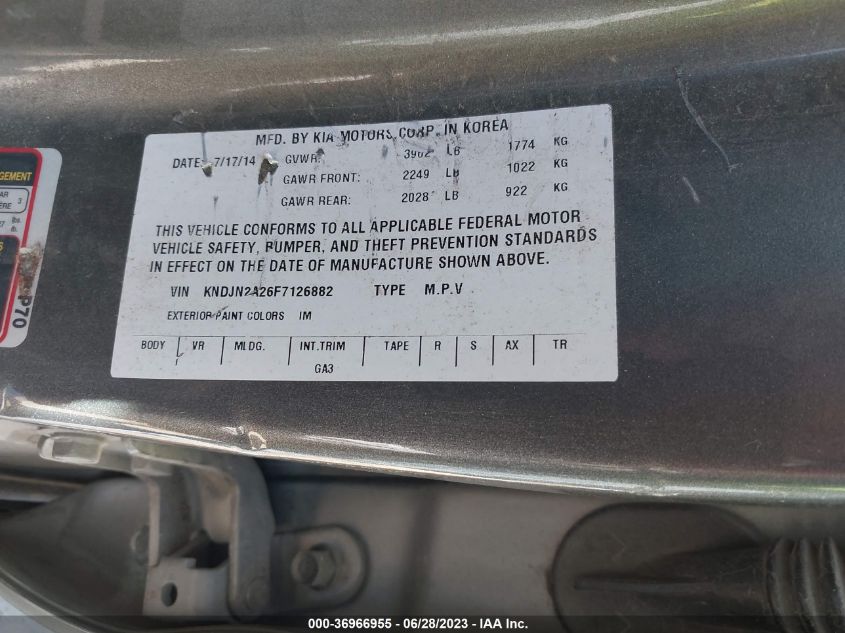 MFD. BY KIA MOTORS CORP. IN KOREA
DATE: 7/17/14 GVWR: 3902 LB 1774 KG
GAWR FRONT: 2249 LB 1022 KG
GAWR REAR: 2028 LB 922 KG
THIS VEHICLE CONFORMS TO ALL APPLICABLE FEDERAL MOTOR
VEHICLE SAFETY, BUMPER, AND THEFT PREVENTION STANDARDS
IN EFFECT ON THE DATE OF MANUFACTURE SHOWN ABOVE.
VIN KNDJN2A26F7126882 TYPE M.P.V
EXTERIOR PAINT COLORS IM
BODY VR MLDG. INT.TRIM TAPE R S AX TR
GA3
P70
000-36966955 - 06/28/2023 - IAA Inc.